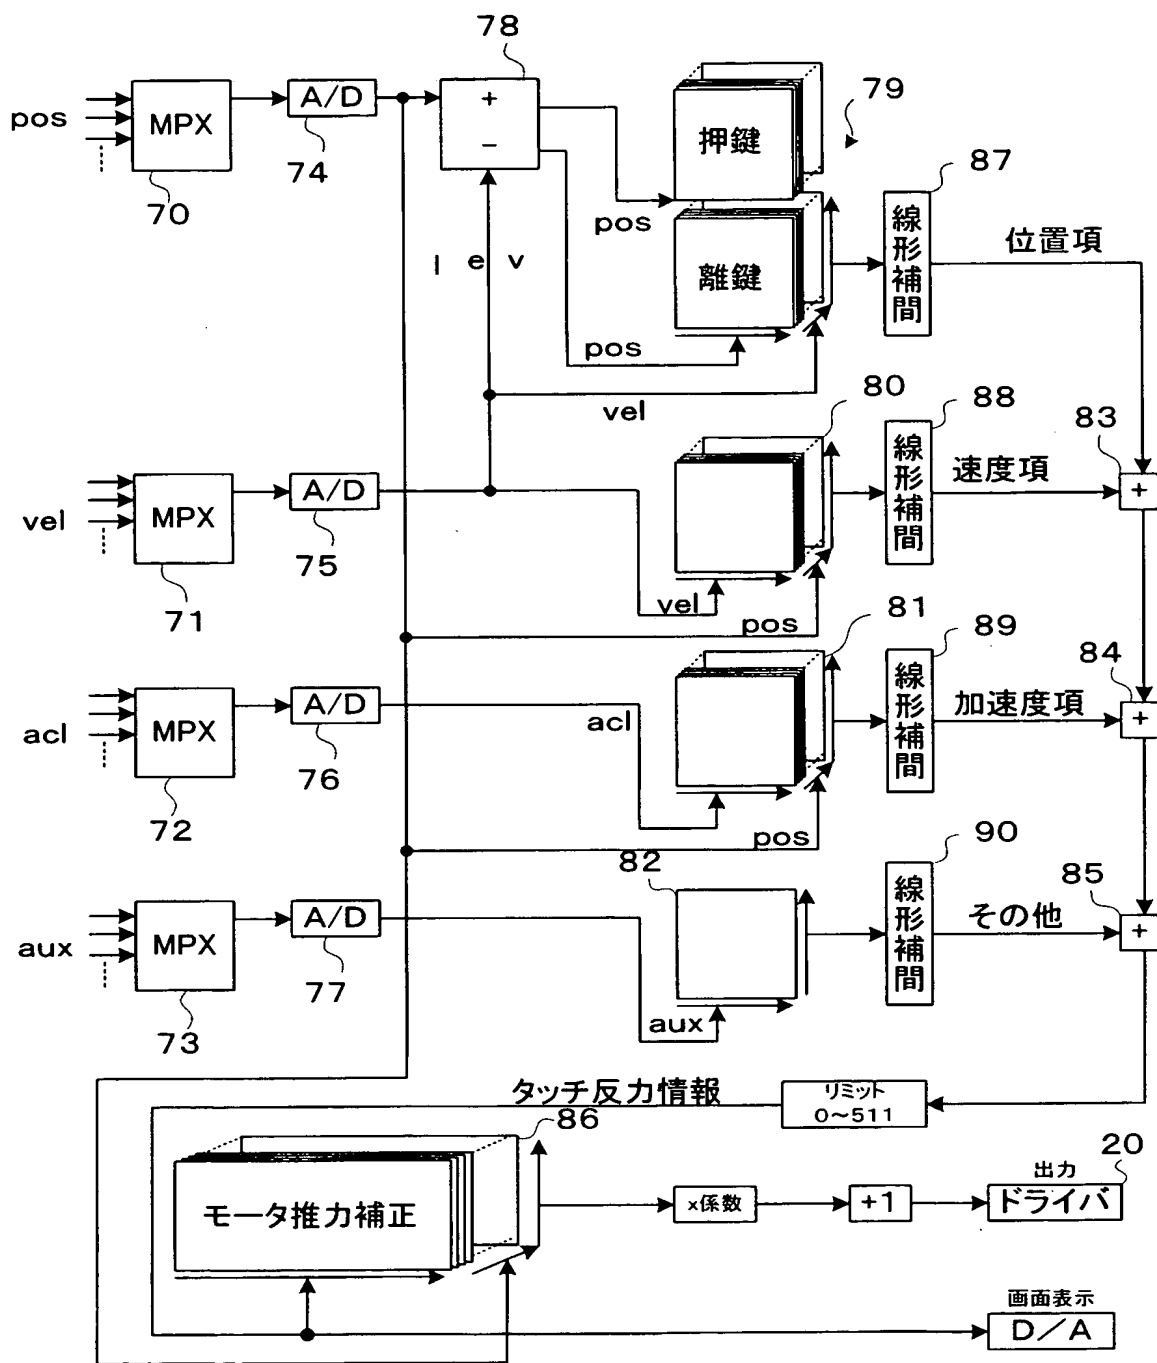 78
pos
MPX
70
A/D
74
+
−
押鍵
79
離鍵
pos
pos
l e v
vel
線形補間
87
位置項
vel
MPX
71
A/D
75
80
vel
pos
線形補間
88
速度項
83
+
acl
MPX
72
A/D
76
acl
81
pos
線形補間
89
加速度項
84
+
aux
MPX
73
A/D
77
82
aux
線形補間
90
その他
85
+
タッチ反力情報
リミット
0~511
86
モータ推力補正
x係数
+1
出力
20
ドライバ
画面表示
D/A